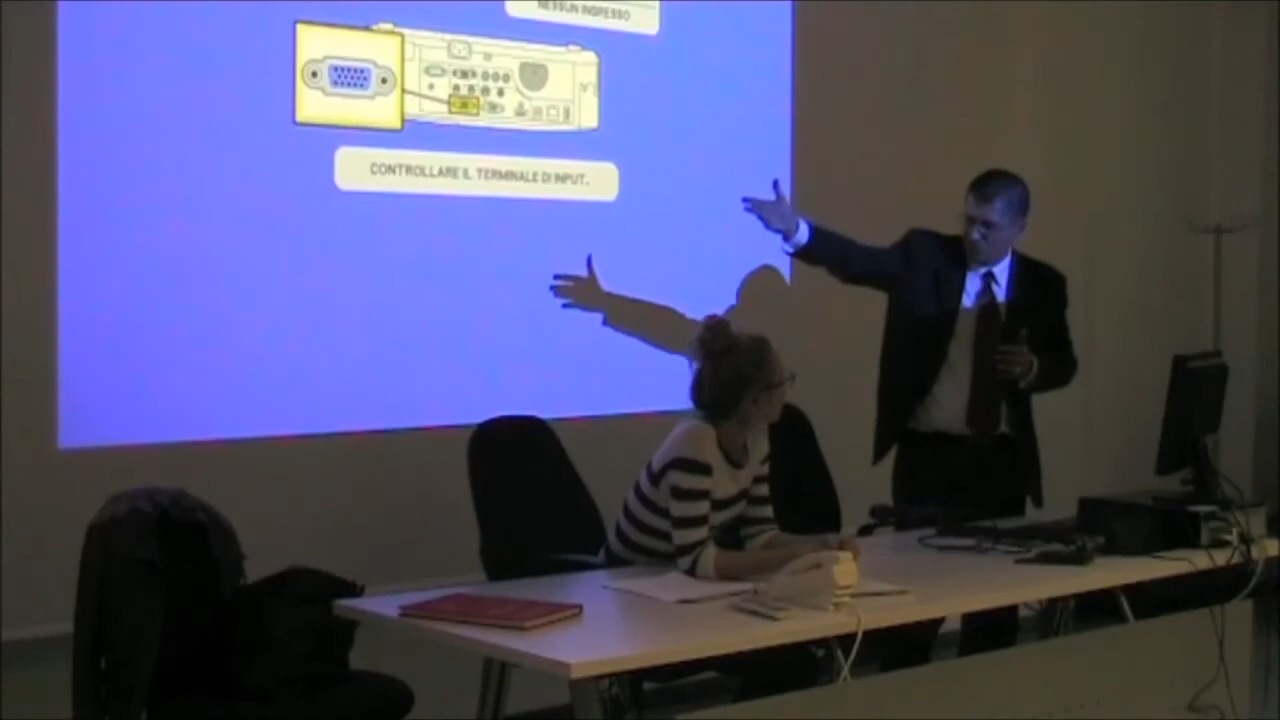 NESSUN INGRESSO
CONTROLLARE IL TERMINALE DI INPUT.